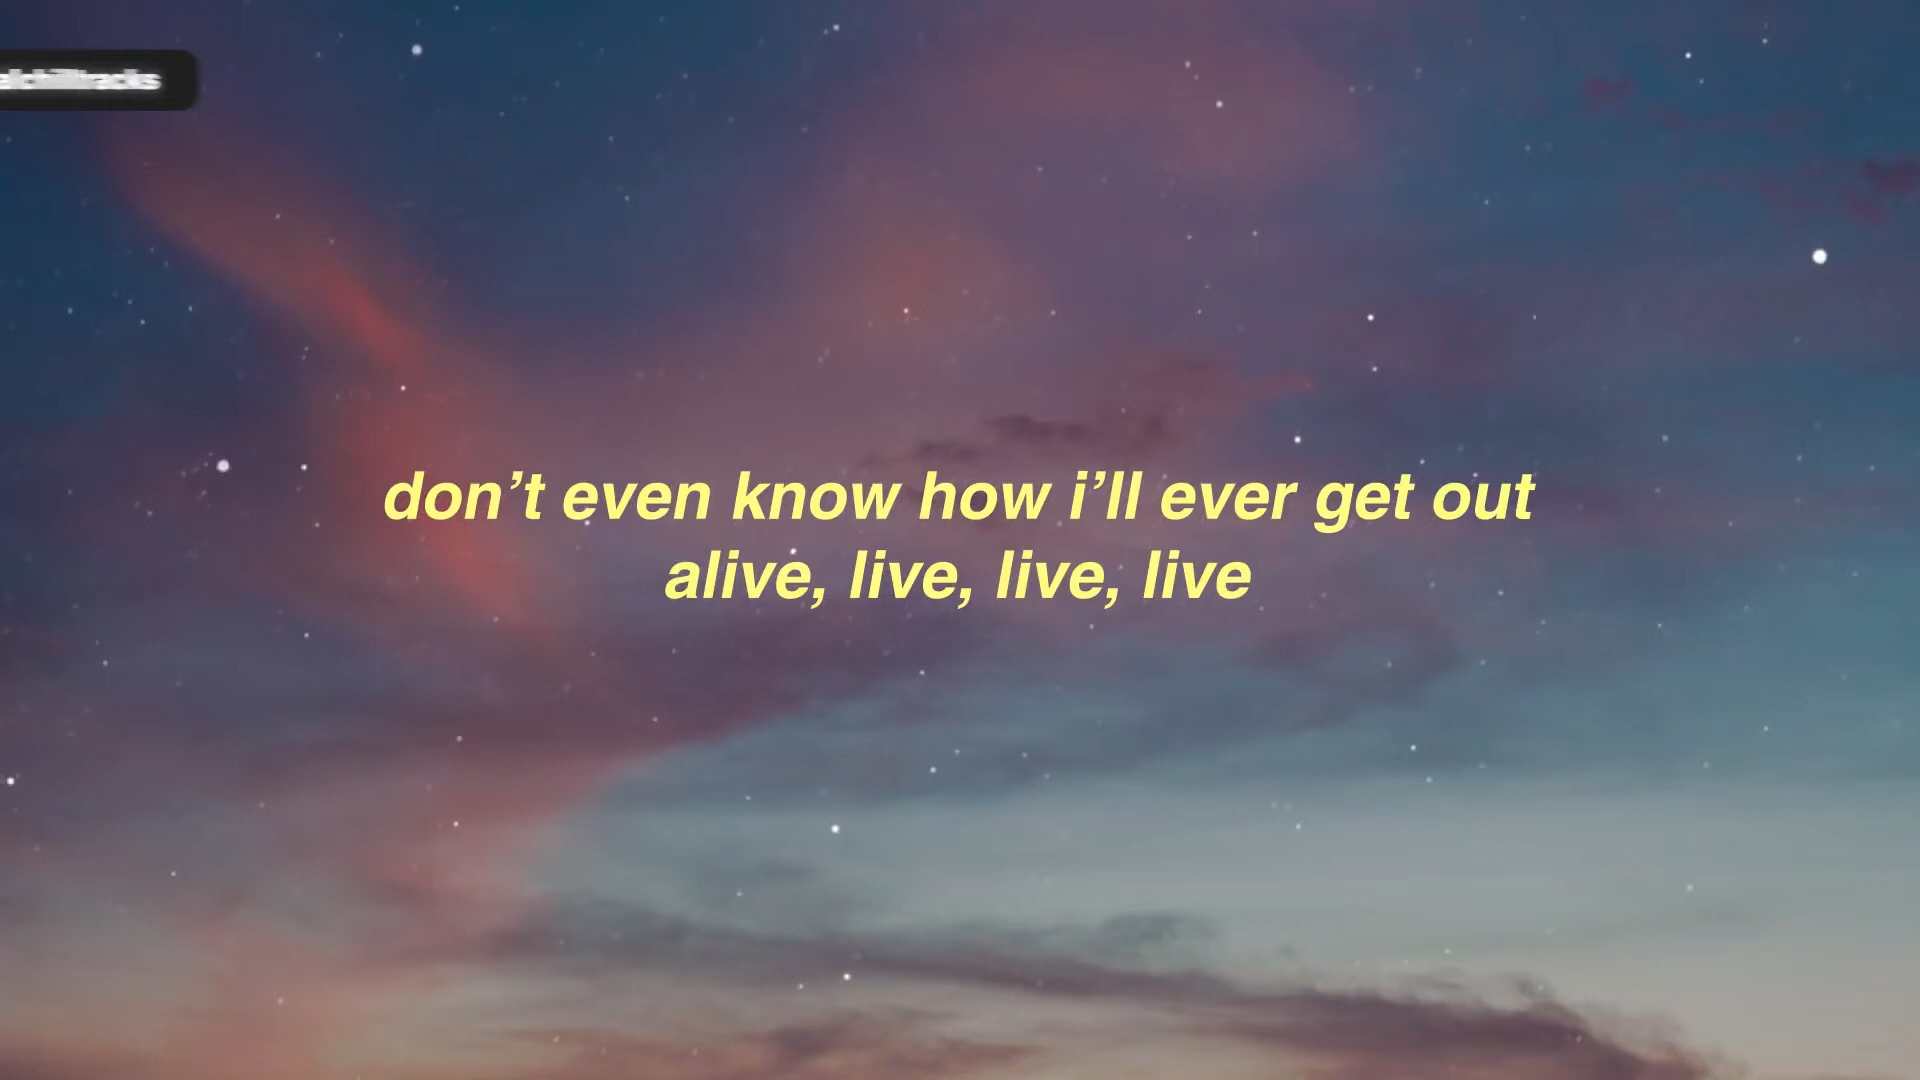 don’t even know how i’ll ever get out
alive, live, live, live